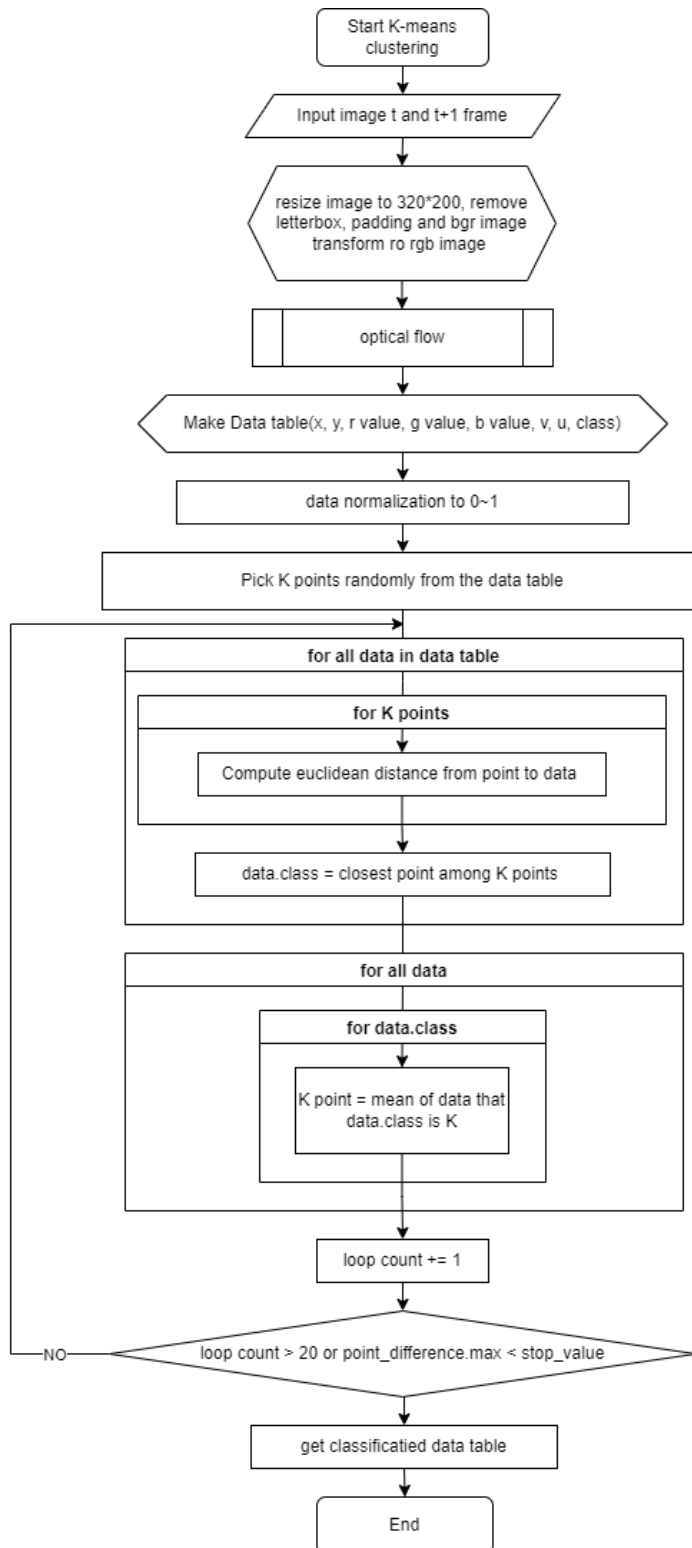 Start K-means
clustering
Input image t and t+1 frame
resize image to 320*200, remove
letterbox, padding and bgr image
transform ro rgb image
optical flow
Make Data table(x, y, r value, g value, b value, v, u, class)
data normalization to 0~1
Pick K points randomly from the data table
for all data in data table
for K points
Compute euclidean distance from point to data
data.class = closest point among K points
for all data
for data.class
K point = mean of data that
data.class is K
loop count += 1
loop count > 20 or point_difference.max < stop_value
NO
get classificatied data table
End